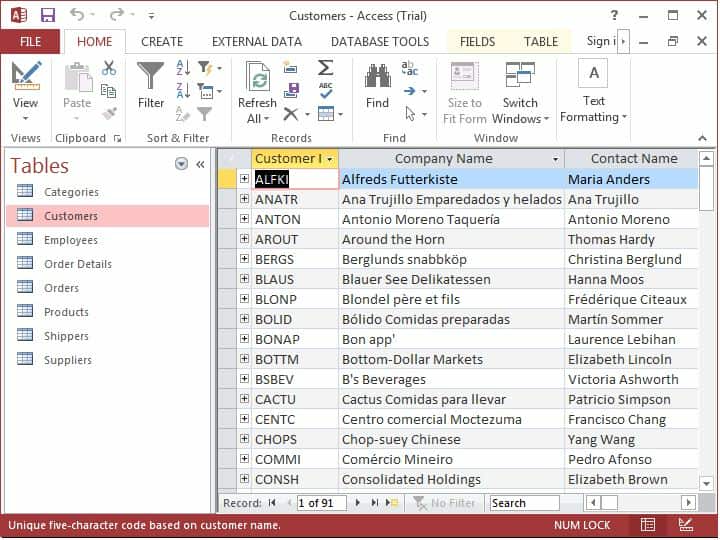 Customers - Access (Trial)
FILE HOME CREATE EXTERNAL DATA DATABASE TOOLS FIELDS TABLE Sign i
View
Paste
Filter
Refresh All
Find
Size to Fit Form
Switch Windows
Text Formatting
Views Clipboard Sort & Filter Records Find Window
Tables
Categories
Customers
Employees
Order Details
Orders
Products
Shippers
Suppliers
Customer I Company Name Contact Name
ALFKI Alfreds Futterkiste Maria Anders
ANATR Ana Trujillo Emparedados y helados Ana Trujillo
ANTON Antonio Moreno Taquería Antonio Moreno
AROUT Around the Horn Thomas Hardy
BERGS Berglunds snabbköp Christina Berglund
BLAUS Blauer See Delikatessen Hanna Moos
BLONP Blondel père et fils Frédérique Citeaux
BOLID Bólido Comidas preparadas Martín Sommer
BONAP Bon app' Laurence Lebihan
BOTTM Bottom-Dollar Markets Elizabeth Lincoln
BSBEV B's Beverages Victoria Ashworth
CACTU Cactus Comidas para llevar Patricio Simpson
CENTC Centro comercial Moctezuma Francisco Chang
CHOPS Chop-suey Chinese Yang Wang
COMMI Comércio Mineiro Pedro Afonso
CONSH Consolidated Holdings Elizabeth Brown
Record: 1 of 91 No Filter Search
Unique five-character code based on customer name. NUM LOCK